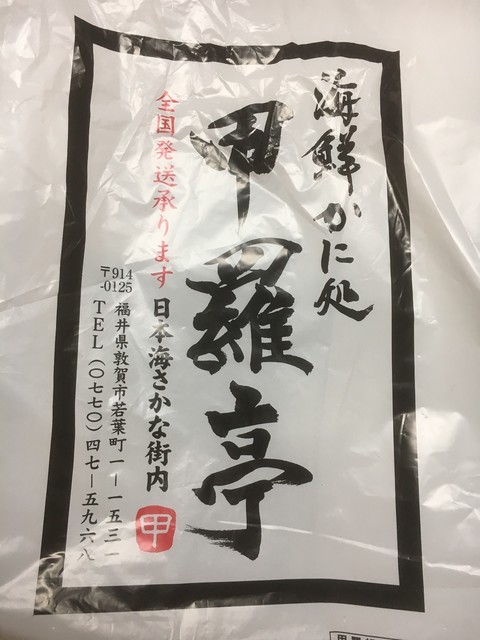 海鮮かに処
甲羅亭
全国発送承ります
日本海さかな街内
〒914
-0125
福井県敦賀市若葉町一ー一五三一
TEL(〇七七〇)四七ー五九六八
甲